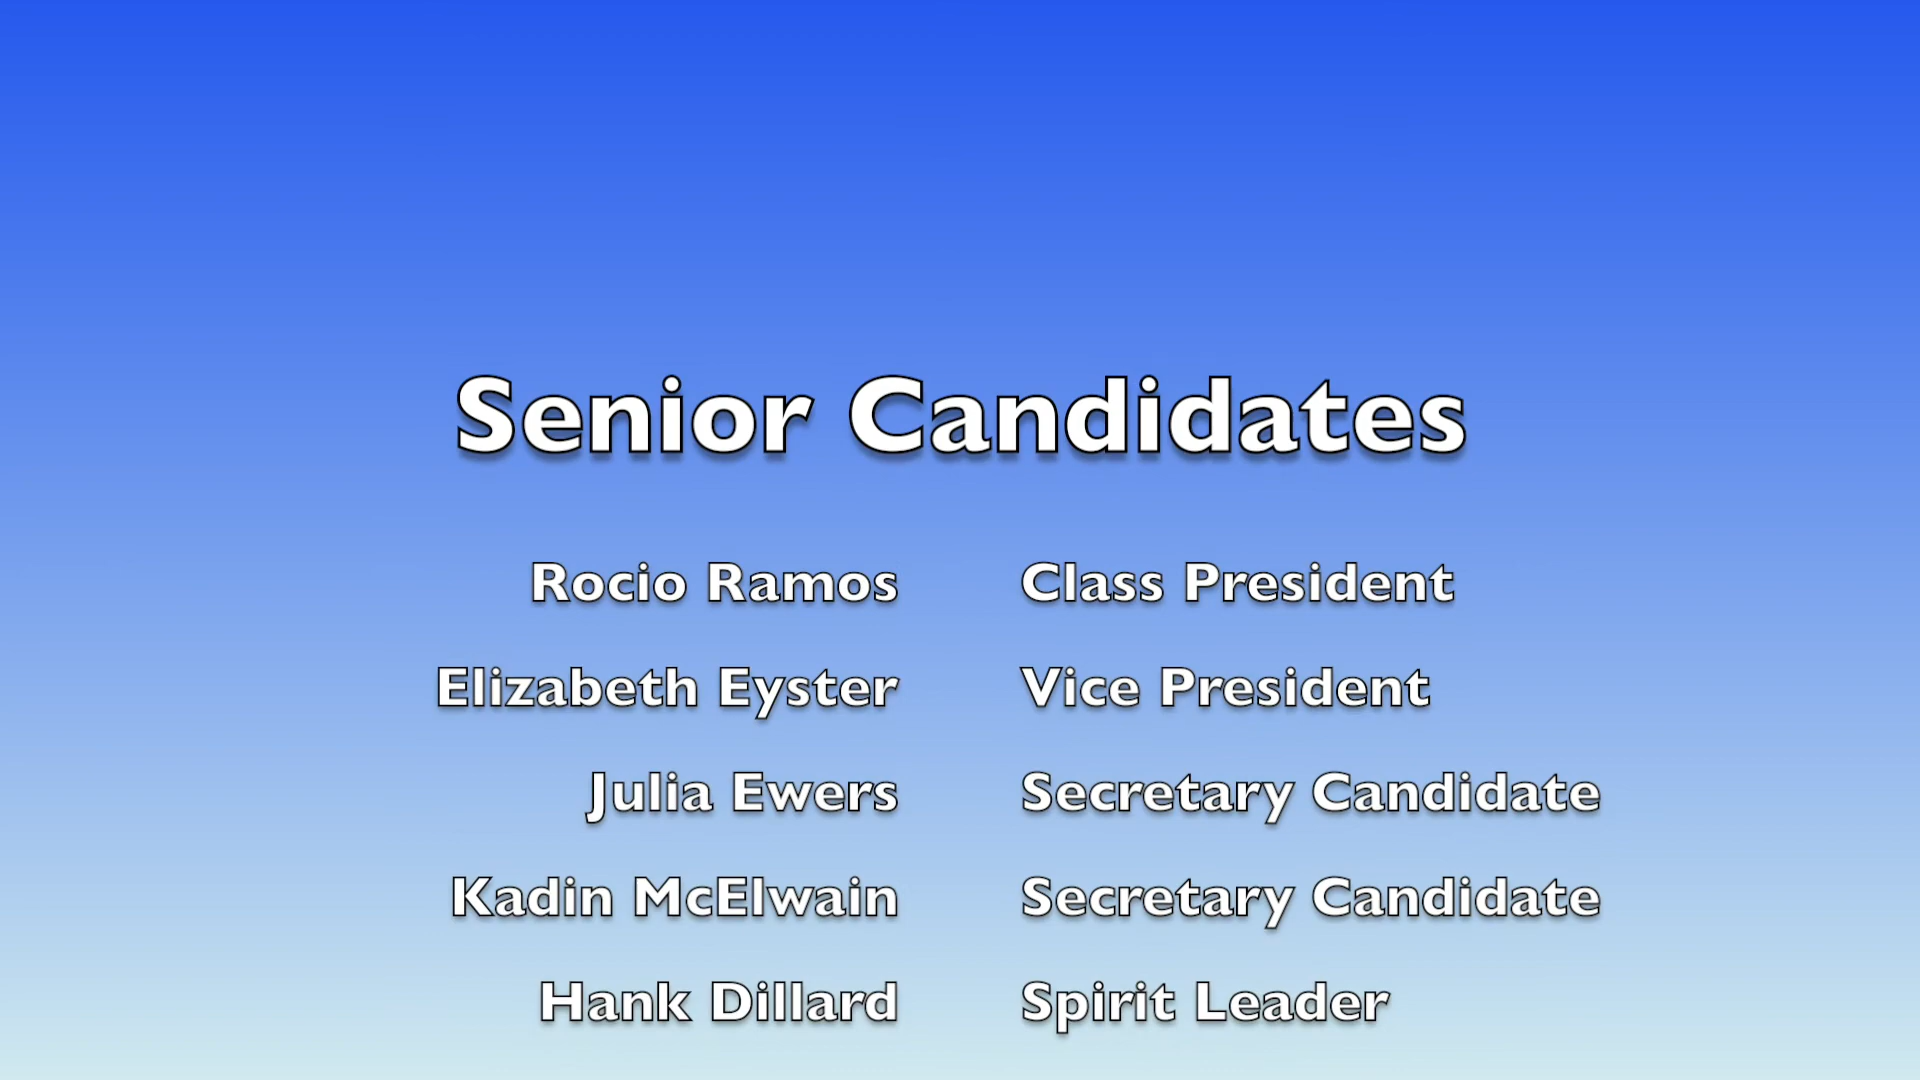 Senior Candidates
Rocio Ramos Class President
Elizabeth Eyster Vice President
Julia Ewers Secretary Candidate
Kadin McElwain Secretary Candidate
Hank Dillard Spirit Leader